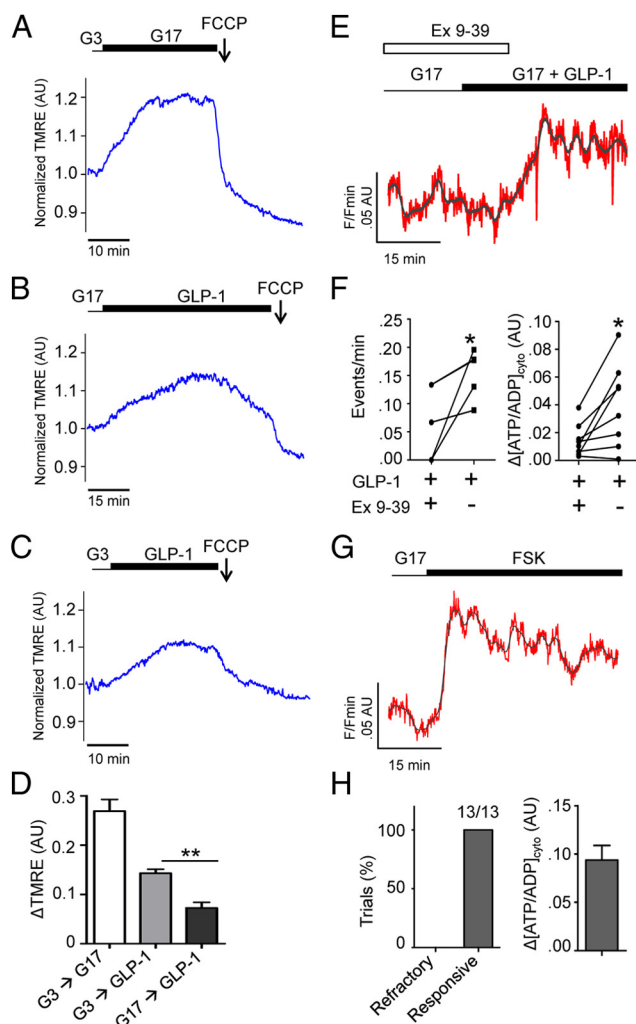 A
G3 G17 FCCP
Normalized TMRE (AU)
1.2
1.1
1.0
0.9
10 min
B
G17 GLP-1 FCCP
Normalized TMRE (AU)
1.2
1.1
1.0
0.9
15 min
C
G3 GLP-1 FCCP
Normalized TMRE (AU)
1.2
1.1
1.0
0.9
10 min
D
ΔTMRE (AU)
0.3
0.2
0.1
0
**
G3 → G17
G3 → GLP-1
G17 → GLP-1
E
Ex 9-39
G17 G17 + GLP-1
F/Fmin
.05 AU
15 min
F
Events/min
.25
0.20
0.15
0.10
.05
.00
*
GLP-1 + +
Ex 9-39 + -
Δ[ATP/ADP]cyto (AU)
.10
.08
.06
.04
.02
.00
*
+ +
+ -
G
G17 FSK
F/Fmin
.05 AU
15 min
H
Trials (%)
100
50
0
13/13
Refractory
Responsive
Δ[ATP/ADP]cyto (AU)
.15
.10
.05
.00